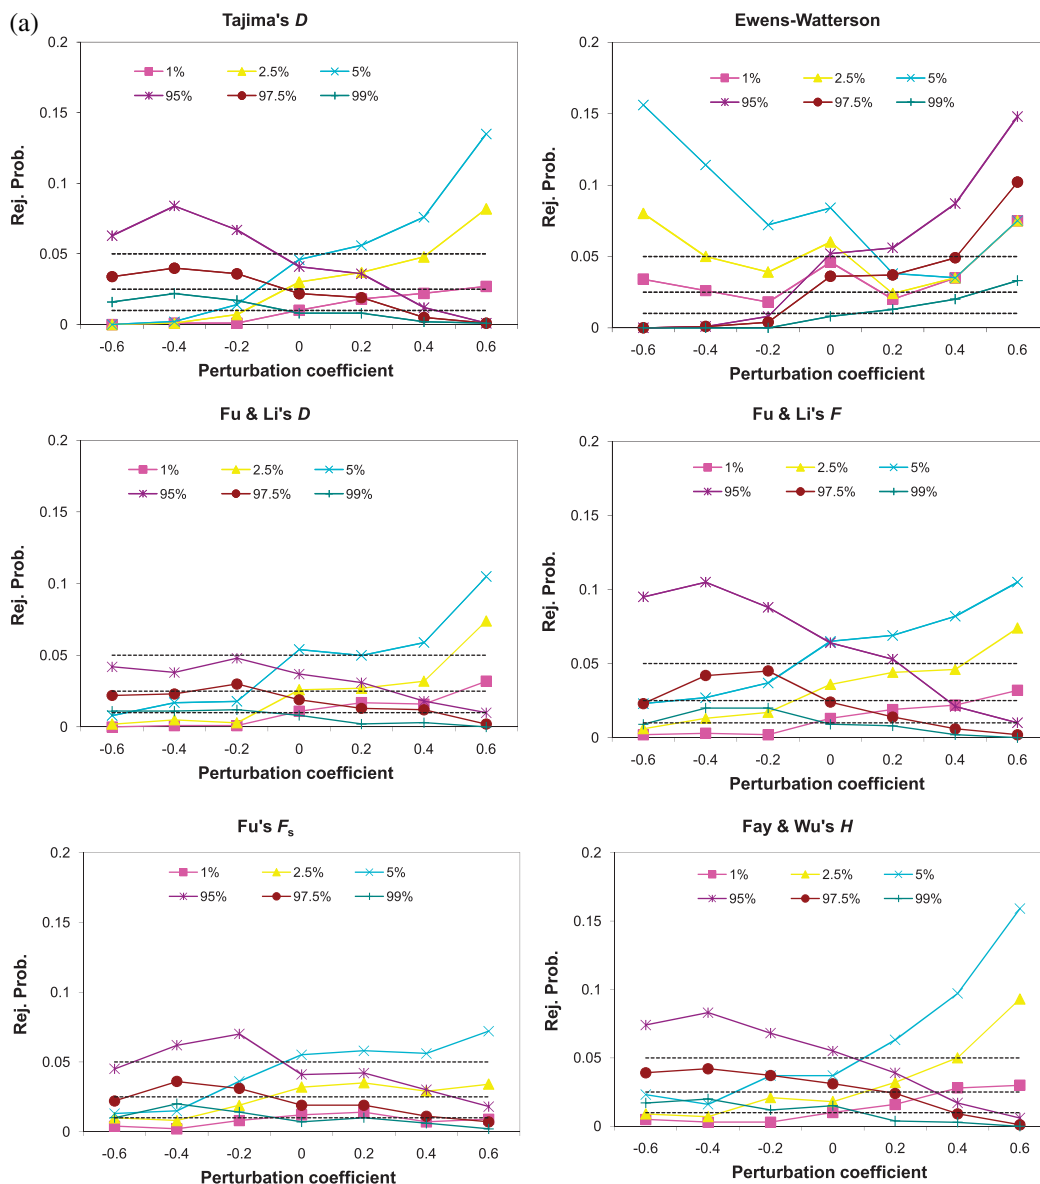 (a)
Tajima's D
0.2
0.15
0.1
0.05
0
Rej. Prob.
1% 2.5% 5%
95% 97.5% 99%
-0.6 -0.4 -0.2 0 0.2 0.4 0.6
Perturbation coefficient
Ewens-Watterson
0.2
0.15
0.1
0.05
0
Rej. Prob.
1% 2.5% 5%
95% 97.5% 99%
-0.6 -0.4 -0.2 0 0.2 0.4 0.6
Perturbation coefficient
Fu & Li's D
0.2
0.15
0.1
0.05
0
Rej. Prob.
1% 2.5% 5%
95% 97.5% 99%
-0.6 -0.4 -0.2 0 0.2 0.4 0.6
Perturbation coefficient
Fu & Li's F
0.2
0.15
0.1
0.05
0
Rej. Prob.
1% 2.5% 5%
95% 97.5% 99%
-0.6 -0.4 -0.2 0 0.2 0.4 0.6
Perturbation coefficient
Fu's Fs
0.2
0.15
0.1
0.05
0
Rej. Prob.
1% 2.5% 5%
95% 97.5% 99%
-0.6 -0.4 -0.2 0 0.2 0.4 0.6
Perturbation coefficient
Fay & Wu's H
0.2
0.15
0.1
0.05
0
Rej. Prob.
1% 2.5% 5%
95% 97.5% 99%
-0.6 -0.4 -0.2 0 0.2 0.4 0.6
Perturbation coefficient